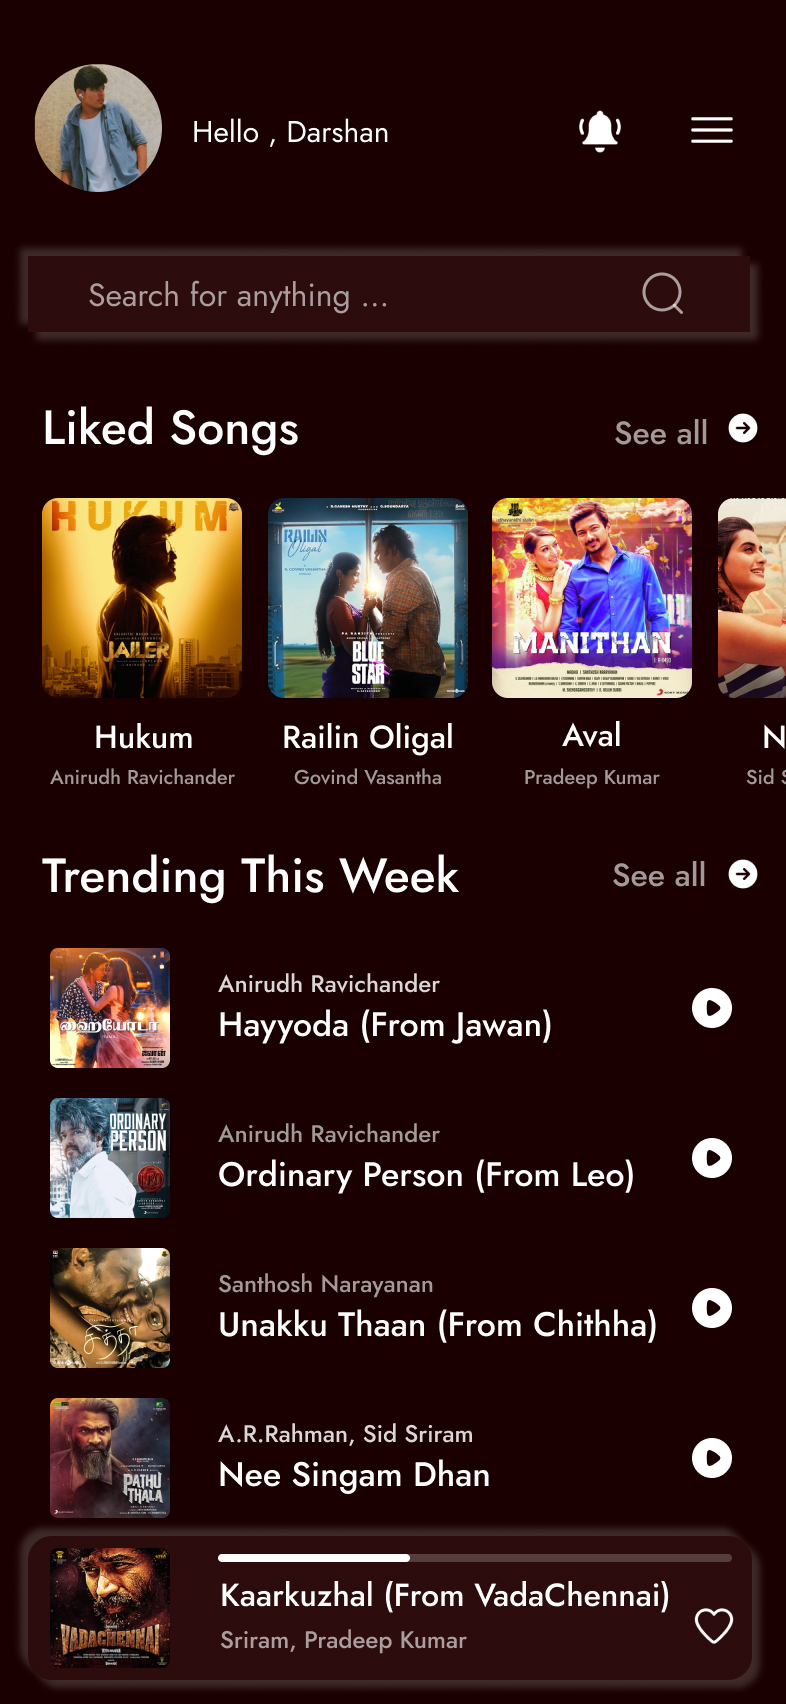 Hello , Darshan
Search for anything ...
Liked Songs
See all
HUKUM
JAILER
RAILIN
Oligal
BLUE
STAR
MANITHAN
Hukum
Railin Oligal
Aval
N
Anirudh Ravichander
Govind Vasantha
Pradeep Kumar
Sid S
Trending This Week
See all
ஹைய்யோடா
Anirudh Ravichander
Hayyoda (From Jawan)
ORDINARY
PERSON
Anirudh Ravichander
Ordinary Person (From Leo)
சித்தா
Santhosh Narayanan
Unakku Thaan (From Chithha)
PATHU
THALA
A.R.Rahman, Sid Sriram
Nee Singam Dhan
VADACHENNAI
Kaarkuzhal (From VadaChennai)
Sriram, Pradeep Kumar